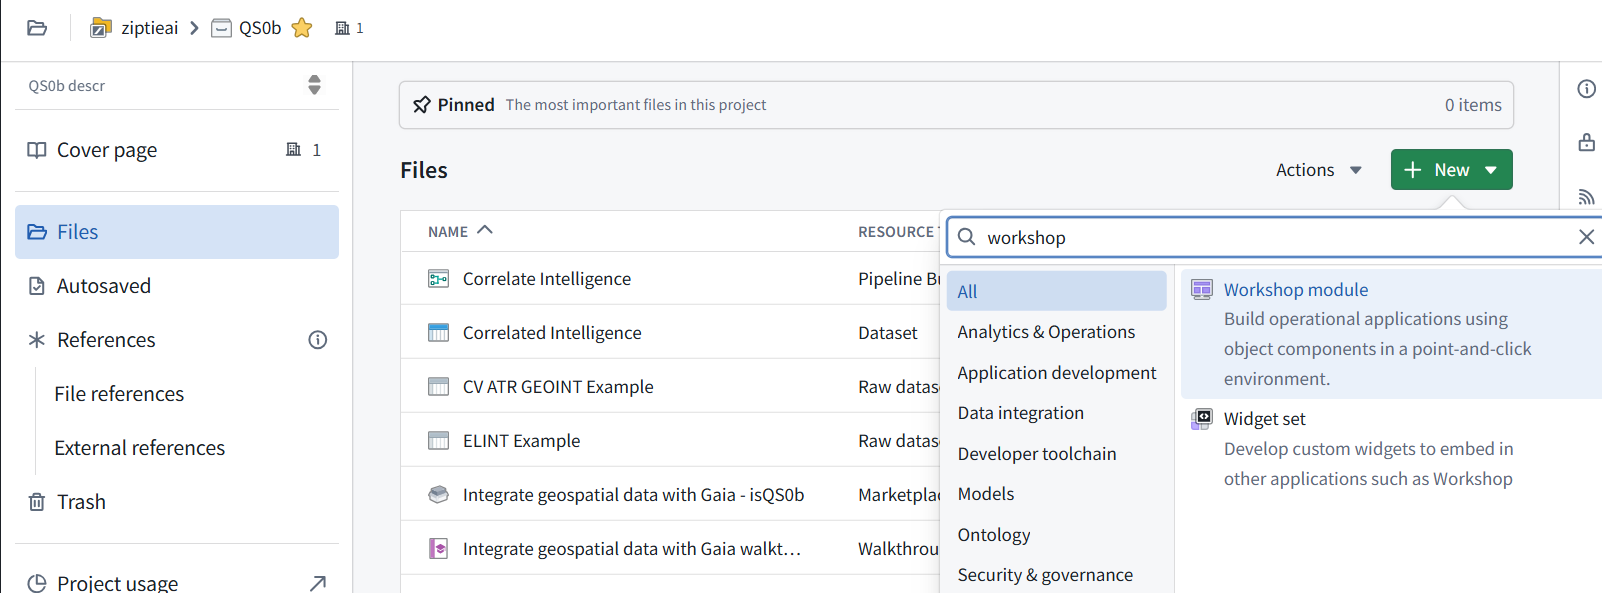 ziptieai QS0b 1
QS0b descr
Cover page 1
Files
Autosaved
References
File references
External references
Trash
Project usage
Pinned The most important files in this project 0 items
Files
Actions New
NAME RESOURCE
Correlate Intelligence Pipeline
Correlated Intelligence Dataset
CV ATR GEOINT Example Raw
ELINT Example Raw
Integrate geospatial data with Gaia - isQS0b
Integrate geospatial data with Gaia walkt…
workshop
All
Analytics & Operations
Application development
Data integration
Developer toolchain
Models
Ontology
Security & governance
Workshop module
Build operational applications using
object components in a point-and-click
environment.
Widget set
Develop custom widgets to embed in
other applications such as Workshop